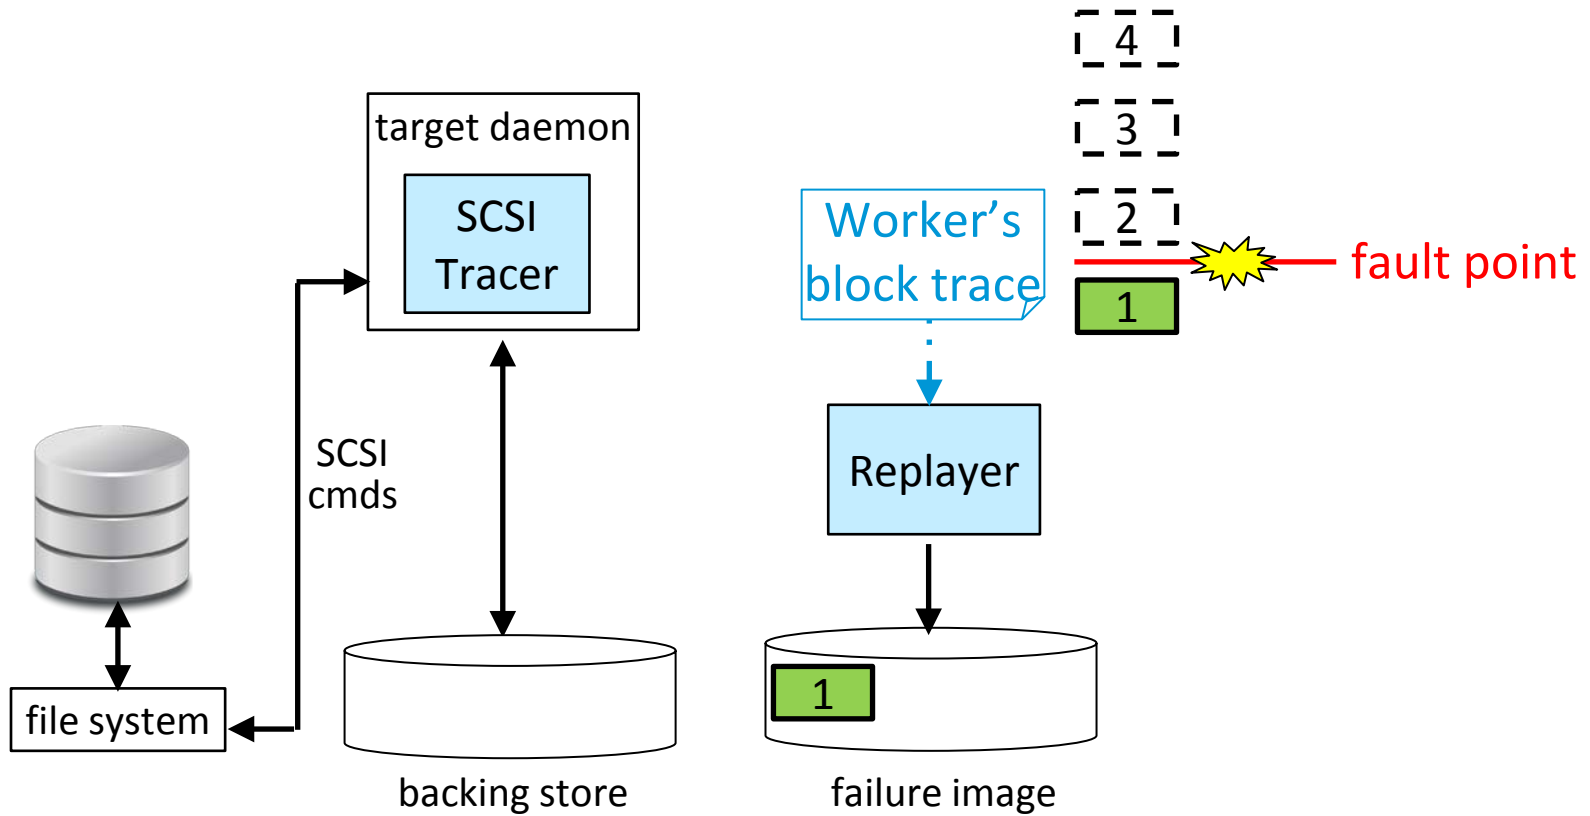 4
target daemon
3
SCSI
Tracer
Worker’s
block trace
2
fault point
1
SCSI
cmds
Replayer
1
file system
backing store
failure image